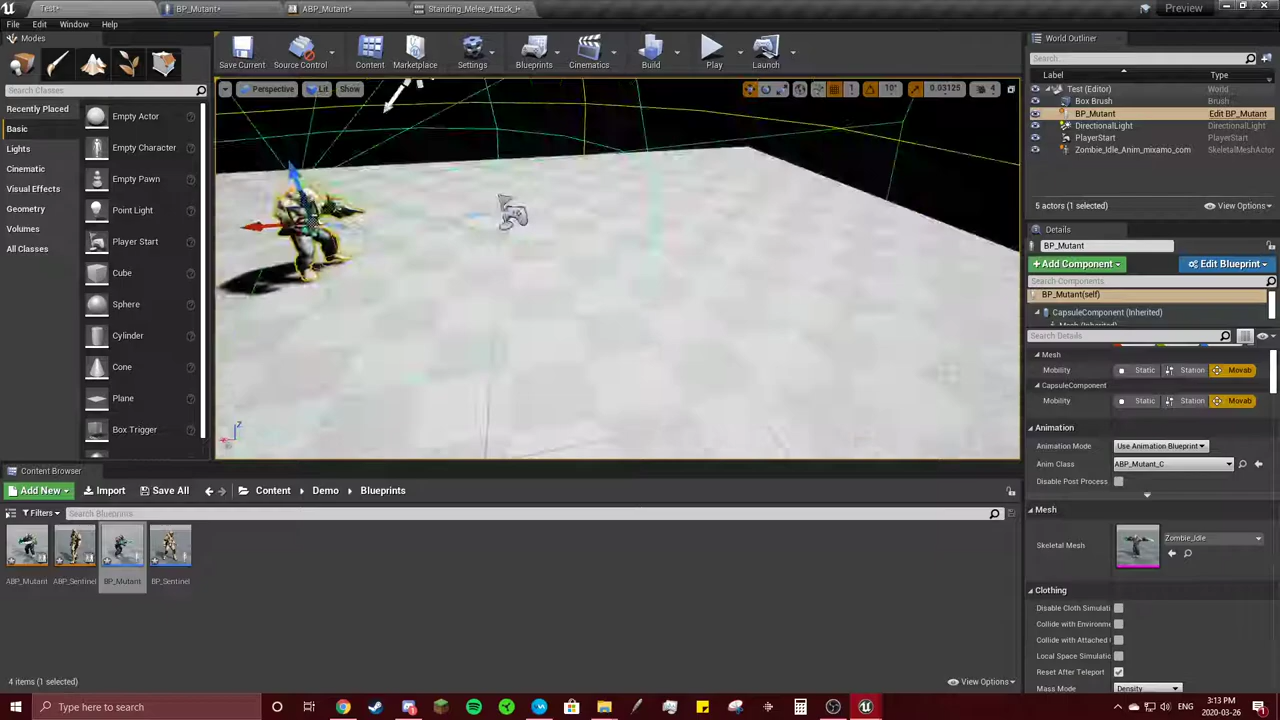 Test*
BP_Mutant*
ABP_Mutant*
Standing_Melee_Attack_H*
Preview
File Edit Window Help
Modes
Search Classes
Recently Placed
Basic
Lights
Cinematic
Visual Effects
Geometry
Volumes
All Classes
Empty Actor
Empty Character
Empty Pawn
Point Light
Player Start
Cube
Sphere
Cylinder
Cone
Plane
Box Trigger
Save Current Source Control Content Marketplace Settings Blueprints Cinematics Build Play Launch
Perspective Lit Show 1 10° 0.03125 4
World Outliner
Search...
Label Type
Test (Editor) World
Box Brush Brush
BP_Mutant Edit BP_Mutant
DirectionalLight DirectionalLight
PlayerStart PlayerStart
Zombie_Idle_Anim_mixamo_com SkeletalMeshActor
5 actors (1 selected) View Options
Details
BP_Mutant
+Add Component Edit Blueprint
Search Components
BP_Mutant(self)
CapsuleComponent (Inherited)
Mesh (Inherited)
Search Details
Mesh
Mobility Static Station Movab
CapsuleComponent
Mobility Static Station Movab
Animation
Animation Mode Use Animation Blueprint
Anim Class ABP_Mutant_C
Disable Post Process
Mesh
Skeletal Mesh Zombie_Idle
Clothing
Disable Cloth Simulati
Collide with Environme
Collide with Attached
Local Space Simulatio
Reset After Teleport
Mass Mode Density
Content Browser
Add New Import Save All Content Demo Blueprints
Filters Search Blueprints
ABP_Mutant ABP_Sentinel BP_Mutant BP_Sentinel
4 items (1 selected) View Options
Type here to search
ENG
3:13 PM
2020-03-26
z